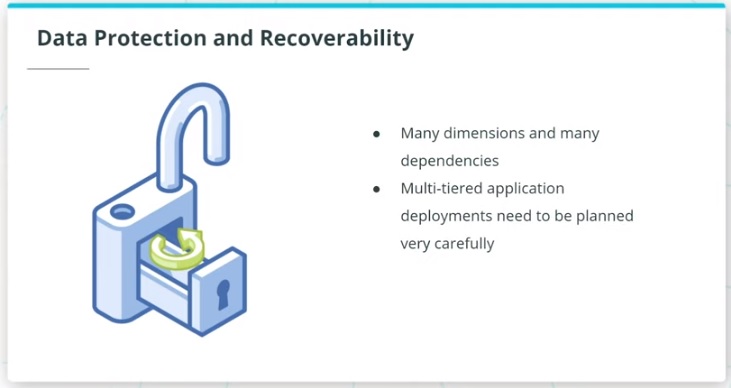 Data Protection and Recoverability
● Many dimensions and many
dependencies
● Multi-tiered application
deployments need to be planned
very carefully